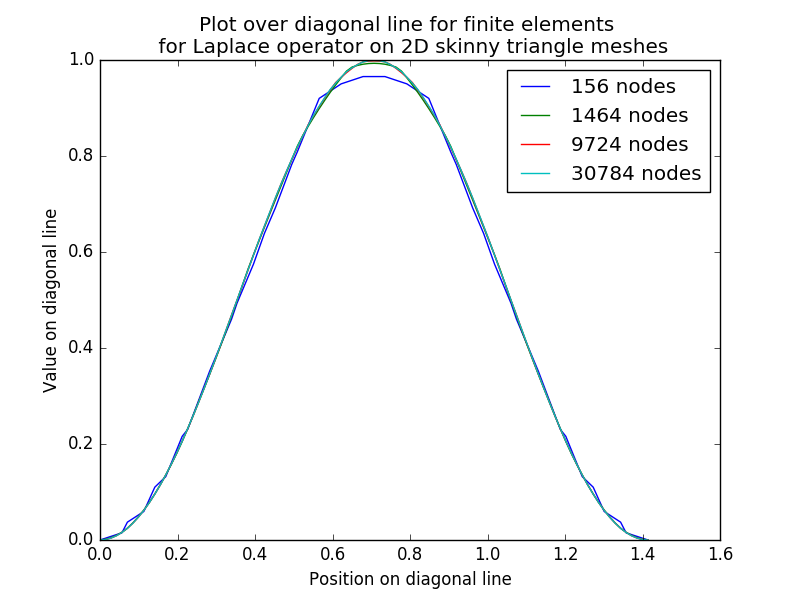 Plot over diagonal line for finite elements
for Laplace operator on 2D skinny triangle meshes
1.0
0.8
0.6
0.4
0.2
0.0
Value on diagonal line
156 nodes
1464 nodes
9724 nodes
30784 nodes
0.0 0.2 0.4 0.6 0.8 1.0 1.2 1.4 1.6
Position on diagonal line